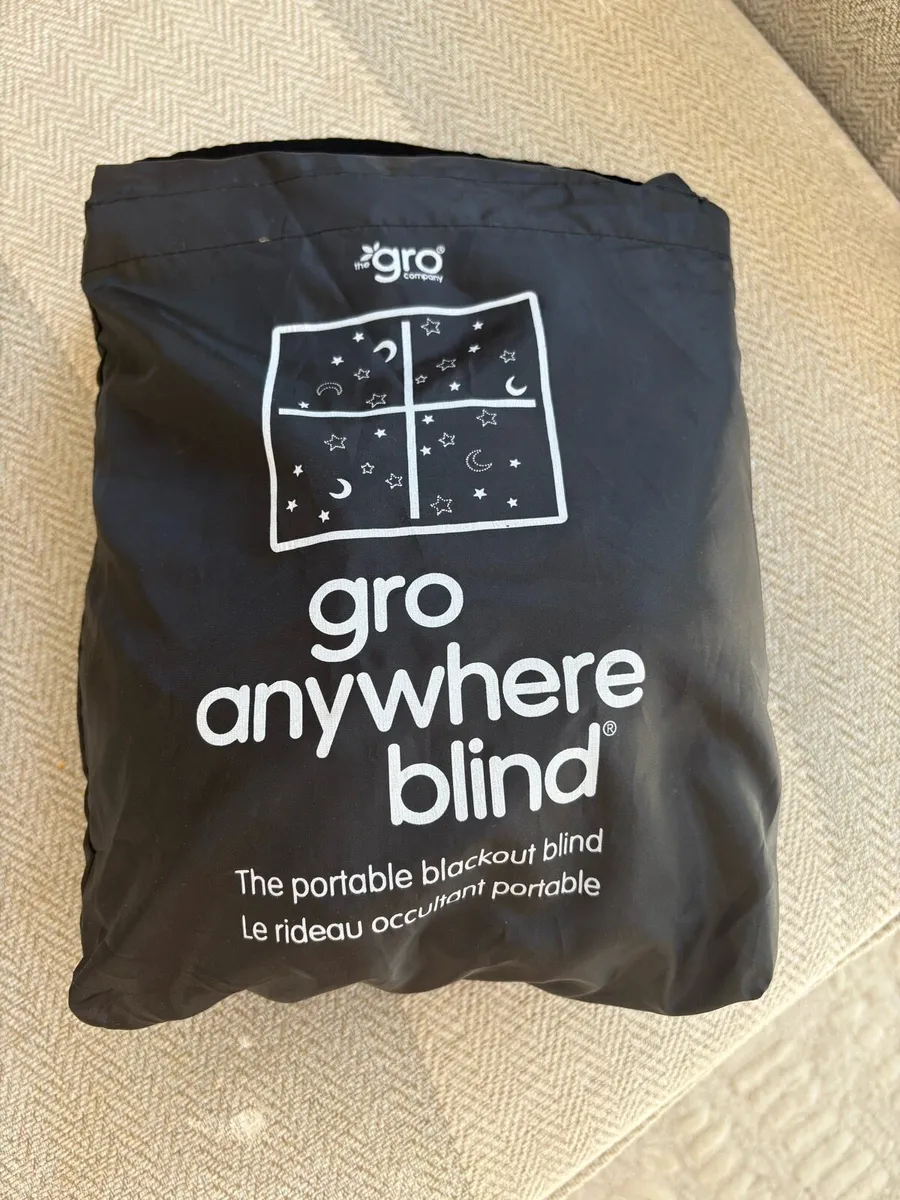 the gro®
company
gro
anywhere
blind®
The portable blackout blind
Le rideau occultant portable